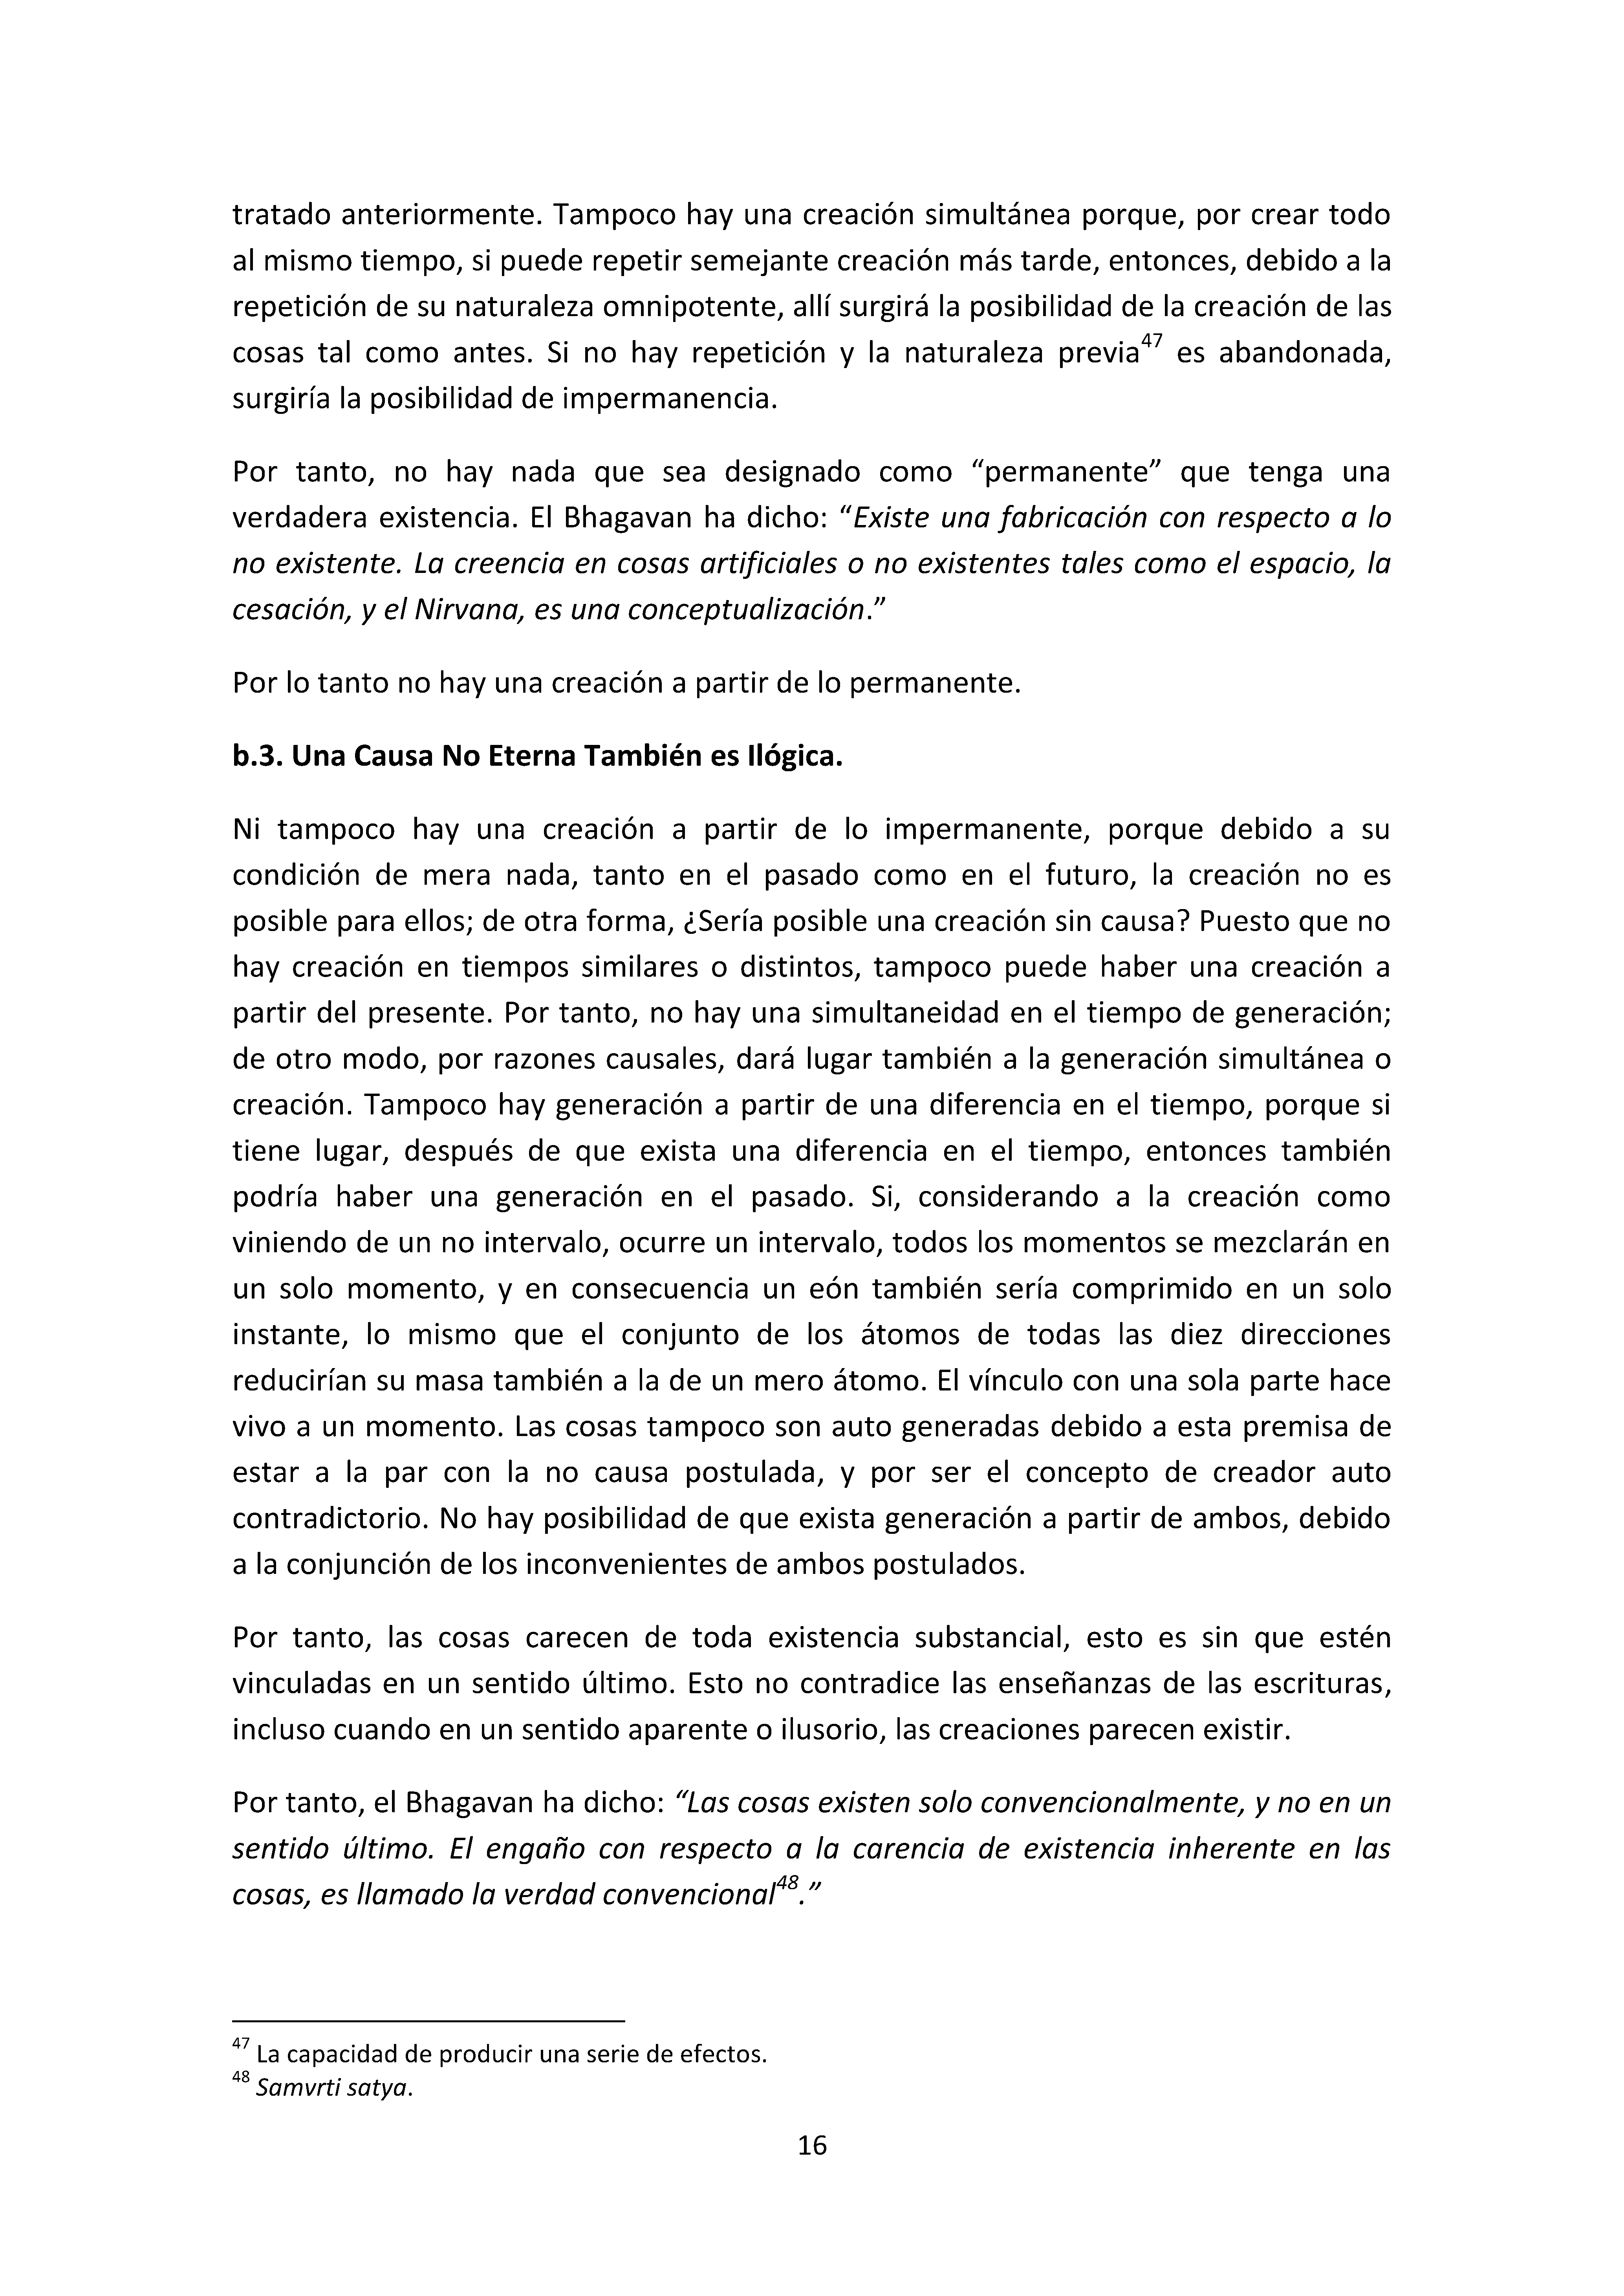 tratado anteriormente. Tampoco hay una creación simultánea porque, por crear todo
al mismo tiempo, si puede repetir semejante creación más tarde, entonces, debido a la
repetición de su naturaleza omnipotente, allí surgirá la posibilidad de la creación de las
cosas tal como antes. Si no hay repetición y la naturaleza previa47 es abandonada,
surgiría la posibilidad de impermanencia.
Por tanto, no hay nada que sea designado como “permanente” que tenga una
verdadera existencia. El Bhagavan ha dicho: “Existe una fabricación con respecto a lo
no existente. La creencia en cosas artificiales o no existentes tales como el espacio, la
cesación, y el Nirvana, es una conceptualización.”
Por lo tanto no hay una creación a partir de lo permanente.
b.3. Una Causa No Eterna También es Ilógica.
Ni tampoco hay una creación a partir de lo impermanente, porque debido a su
condición de mera nada, tanto en el pasado como en el futuro, la creación no es
posible para ellos; de otra forma, ¿Sería posible una creación sin causa? Puesto que no
hay creación en tiempos similares o distintos, tampoco puede haber una creación a
partir del presente. Por tanto, no hay una simultaneidad en el tiempo de generación;
de otro modo, por razones causales, dará lugar también a la generación simultánea o
creación. Tampoco hay generación a partir de una diferencia en el tiempo, porque si
tiene lugar, después de que exista una diferencia en el tiempo, entonces también
podría haber una generación en el pasado. Si, considerando a la creación como
viniendo de un no intervalo, ocurre un intervalo, todos los momentos se mezclarán en
un solo momento, y en consecuencia un eón también sería comprimido en un solo
instante, lo mismo que el conjunto de los átomos de todas las diez direcciones
reducirían su masa también a la de un mero átomo. El vínculo con una sola parte hace
vivo a un momento. Las cosas tampoco son auto generadas debido a esta premisa de
estar a la par con la no causa postulada, y por ser el concepto de creador auto
contradictorio. No hay posibilidad de que exista generación a partir de ambos, debido
a la conjunción de los inconvenientes de ambos postulados.
Por tanto, las cosas carecen de toda existencia substancial, esto es sin que estén
vinculadas en un sentido último. Esto no contradice las enseñanzas de las escrituras,
incluso cuando en un sentido aparente o ilusorio, las creaciones parecen existir.
Por tanto, el Bhagavan ha dicho: “Las cosas existen solo convencionalmente, y no en un
sentido último. El engaño con respecto a la carencia de existencia inherente en las
cosas, es llamado la verdad convencional48.”
47 La capacidad de producir una serie de efectos.
48 Samvrti satya.
16